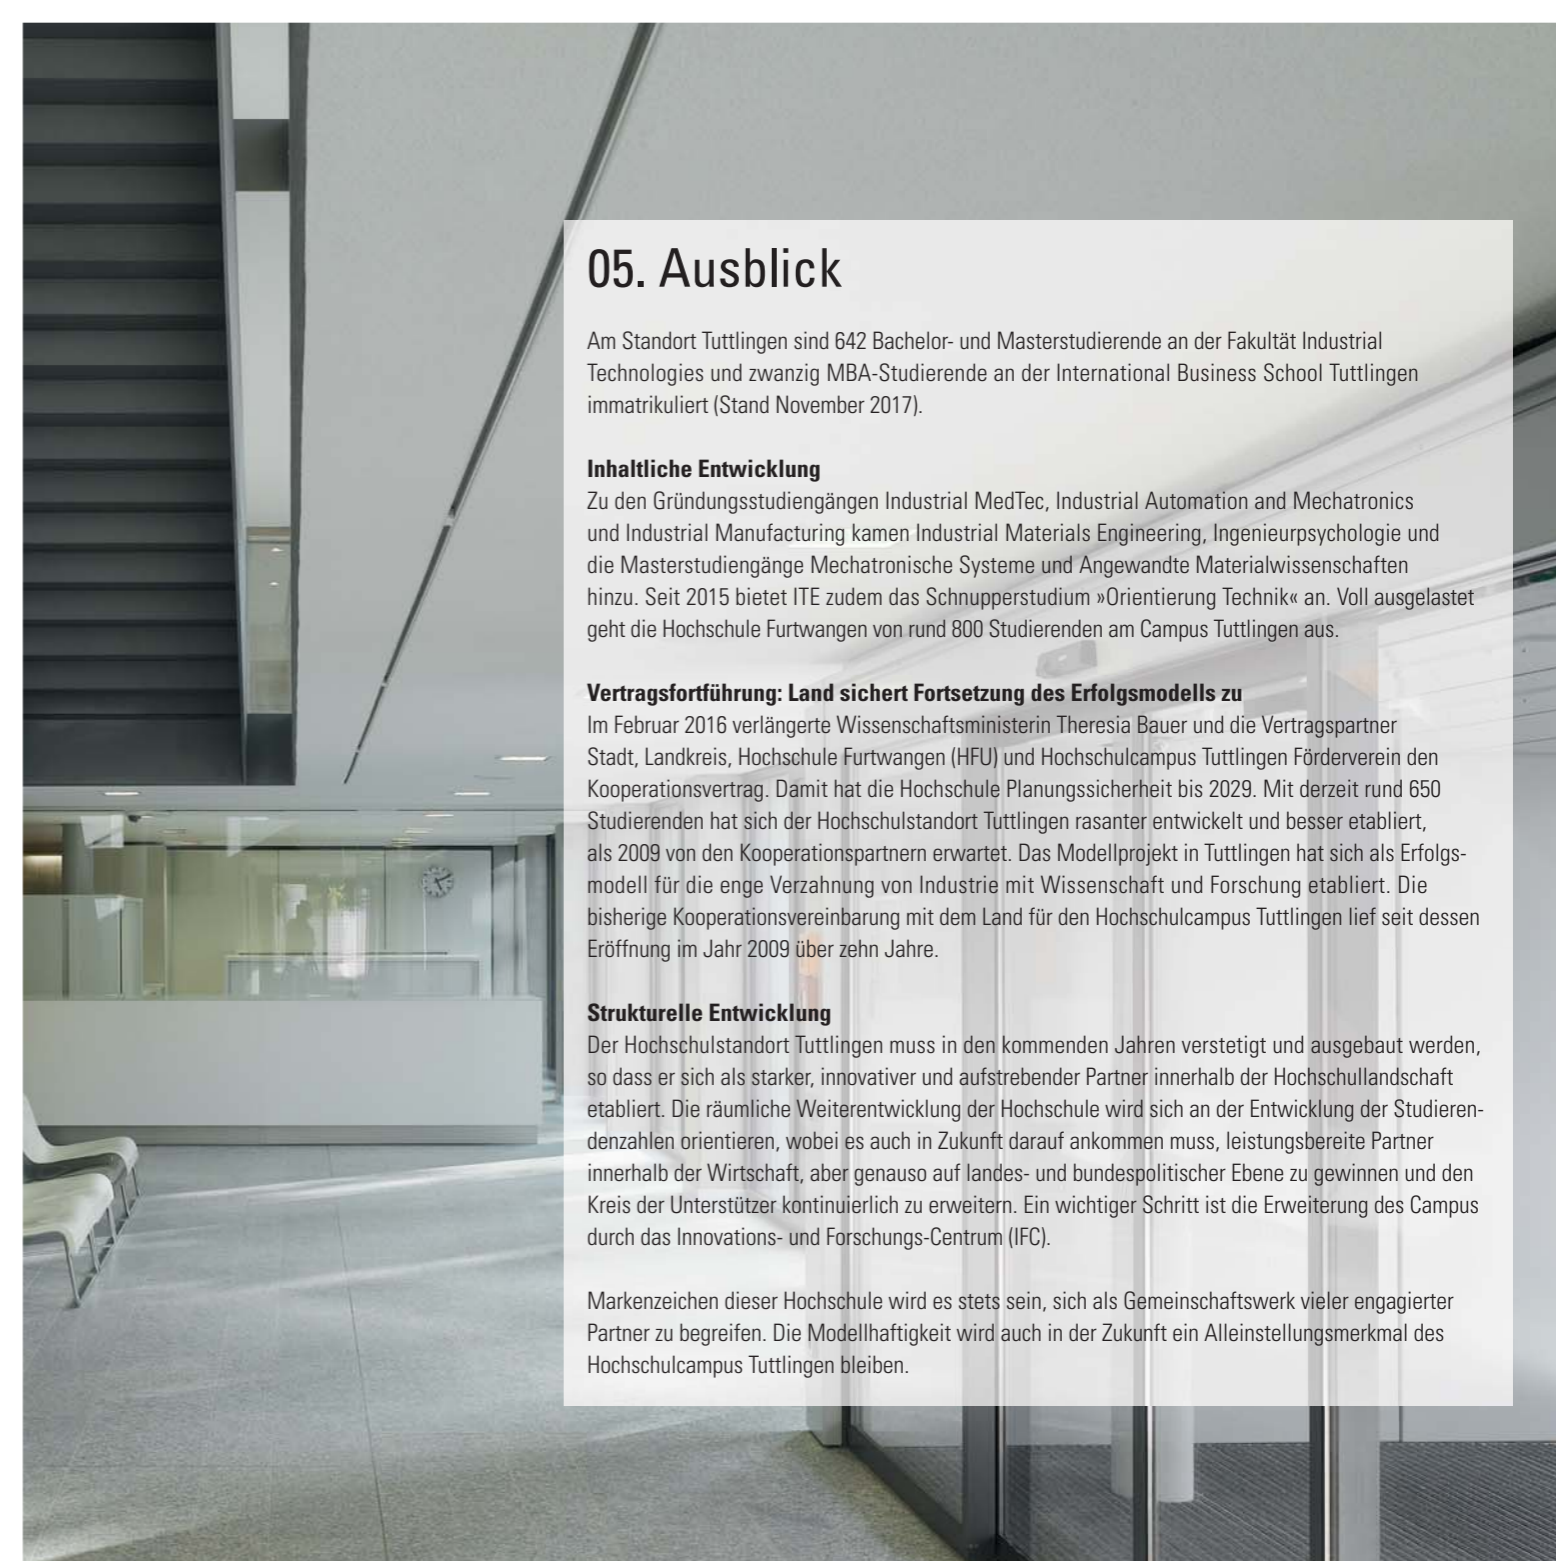 05. Ausblick
Am Standort Tuttlingen sind 642 Bachelor- und Masterstudierende an der Fakultät Industrial
Technologies und zwanzig MBA-Studierende an der International Business School Tuttlingen
immatrikuliert (Stand November 2017).
Inhaltliche Entwicklung
Zu den Gründungsstudiengängen Industrial MedTec, Industrial Automation and Mechatronics
und Industrial Manufacturing kamen Industrial Materials Engineering, Ingenieurpsychologie und
die Masterstudiengänge Mechatronische Systeme und Angewandte Materialwissenschaften
hinzu. Seit 2015 bietet ITE zudem das Schnupperstudium »Orientierung Technik« an. Voll ausgelastet
geht die Hochschule Furtwangen von rund 800 Studierenden am Campus Tuttlingen aus.
Vertragsfortführung: Land sichert Fortsetzung des Erfolgsmodells zu
Im Februar 2016 verlängerte Wissenschaftsministerin Theresia Bauer und die Vertragspartner
Stadt, Landkreis, Hochschule Furtwangen (HFU) und Hochschulcampus Tuttlingen Förderverein den
Kooperationsvertrag. Damit hat die Hochschule Planungssicherheit bis 2029. Mit derzeit rund 650
Studierenden hat sich der Hochschulstandort Tuttlingen rasanter entwickelt und besser etabliert,
als 2009 von den Kooperationspartnern erwartet. Das Modellprojekt in Tuttlingen hat sich als Erfolgs-
modell für die enge Verzahnung von Industrie mit Wissenschaft und Forschung etabliert. Die
bisherige Kooperationsvereinbarung mit dem Land für den Hochschulcampus Tuttlingen lief seit dessen
Eröffnung im Jahr 2009 über zehn Jahre.
Strukturelle Entwicklung
Der Hochschulstandort Tuttlingen muss in den kommenden Jahren verstetigt und ausgebaut werden,
so dass er sich als starker, innovativer und aufstrebender Partner innerhalb der Hochschullandschaft
etabliert. Die räumliche Weiterentwicklung der Hochschule wird sich an der Entwicklung der Studieren-
denzahlen orientieren, wobei es auch in Zukunft darauf ankommen muss, leistungsbereite Partner
innerhalb der Wirtschaft, aber genauso auf landes- und bundespolitischer Ebene zu gewinnen und den
Kreis der Unterstützer kontinuierlich zu erweitern. Ein wichtiger Schritt ist die Erweiterung des Campus
durch das Innovations- und Forschungs-Centrum (IFC).
Markenzeichen dieser Hochschule wird es stets sein, sich als Gemeinschaftswerk vieler engagierter
Partner zu begreifen. Die Modellhaftigkeit wird auch in der Zukunft ein Alleinstellungsmerkmal des
Hochschulcampus Tuttlingen bleiben.